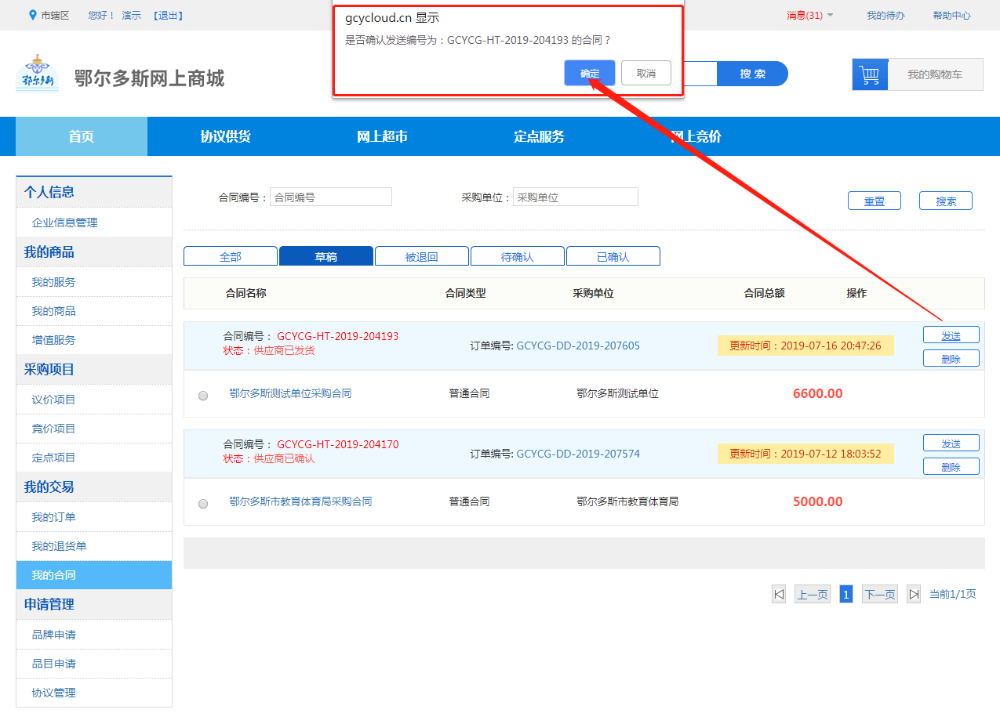 市辖区 您好！ 演示 【退出】
gcycloud.cn 显示
是否确认发送编号为：GCYCG-HT-2019-204193 的合同？
确定 取消
消息(31) 我的待办 帮助中心
鄂尔多斯
鄂尔多斯网上商城
搜 索
我的购物车
首页 协议供货 网上超市 定点服务 网上竞价
个人信息
企业信息管理
我的商品
我的服务
我的商品
增值服务
采购项目
议价项目
竞价项目
定点项目
我的交易
我的订单
我的退货单
我的合同
申请管理
品牌申请
品目申请
协议管理
合同编号： 合同编号 采购单位： 采购单位 重置 搜索
全部 草稿 被退回 待确认 已确认
合同名称 合同类型 采购单位 合同总额 操作
合同编号： GCYCG-HT-2019-204193
状态：供应商已发货
订单编号: GCYCG-DD-2019-207605
更新时间：2019-07-16 20:47:26
发送
删除
鄂尔多斯测试单位采购合同 普通合同 鄂尔多斯测试单位 6600.00
合同编号： GCYCG-HT-2019-204170
状态：供应商已确认
订单编号: GCYCG-DD-2019-207574
更新时间：2019-07-12 18:03:52
发送
删除
鄂尔多斯市教育体育局采购合同 普通合同 鄂尔多斯市教育体育局 5000.00
上一页 1 下一页 当前1/1页